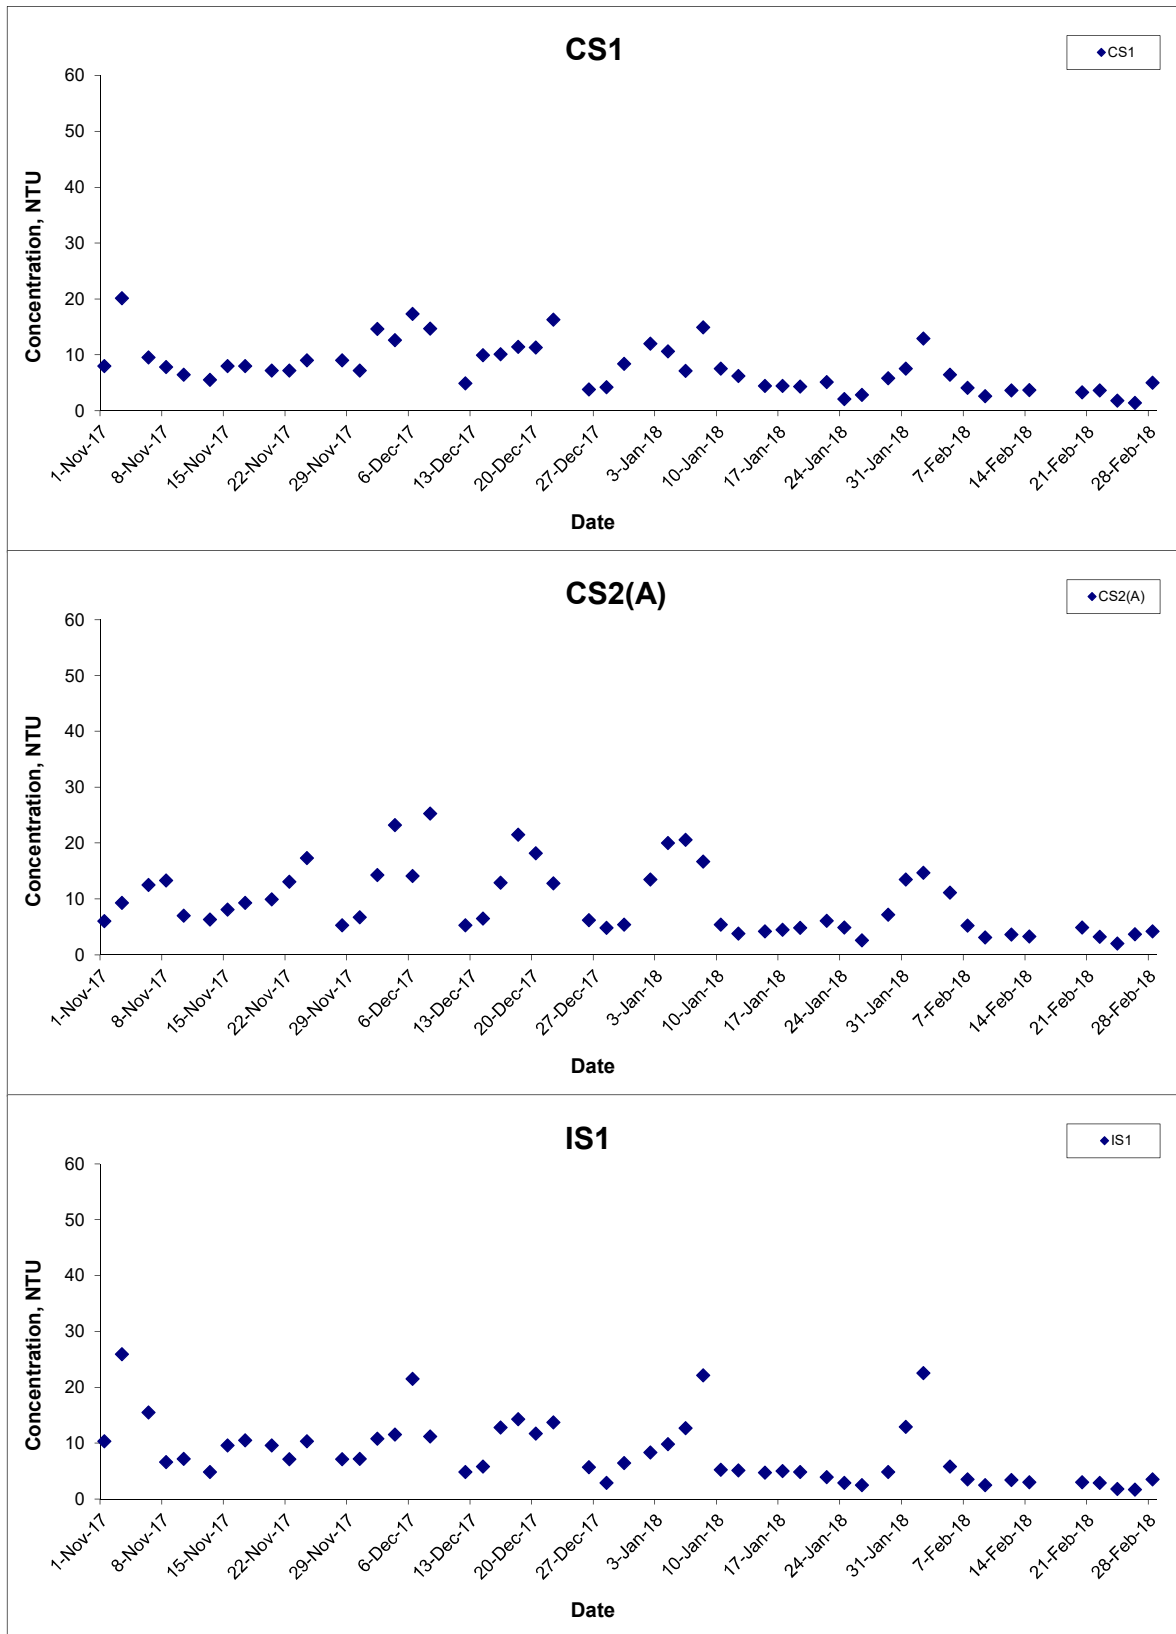 CS1
CS1
60
50
40
30
20
10
0
Concentration, NTU
1-Nov-17
8-Nov-17
15-Nov-17
22-Nov-17
29-Nov-17
6-Dec-17
13-Dec-17
20-Dec-17
27-Dec-17
3-Jan-18
10-Jan-18
17-Jan-18
24-Jan-18
31-Jan-18
7-Feb-18
14-Feb-18
21-Feb-18
28-Feb-18
Date
CS2(A)
CS2(A)
60
50
40
30
20
10
0
Concentration, NTU
1-Nov-17
8-Nov-17
15-Nov-17
22-Nov-17
29-Nov-17
6-Dec-17
13-Dec-17
20-Dec-17
27-Dec-17
3-Jan-18
10-Jan-18
17-Jan-18
24-Jan-18
31-Jan-18
7-Feb-18
14-Feb-18
21-Feb-18
28-Feb-18
Date
IS1
IS1
60
50
40
30
20
10
0
Concentration, NTU
1-Nov-17
8-Nov-17
15-Nov-17
22-Nov-17
29-Nov-17
6-Dec-17
13-Dec-17
20-Dec-17
27-Dec-17
3-Jan-18
10-Jan-18
17-Jan-18
24-Jan-18
31-Jan-18
7-Feb-18
14-Feb-18
21-Feb-18
28-Feb-18
Date